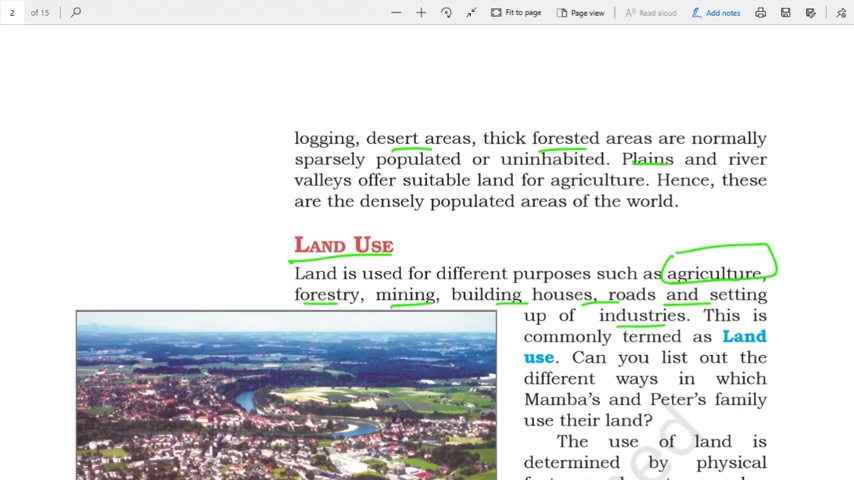 2 of 15 Fit to page Page view Read aloud Add notes
logging, desert areas, thick forested areas are normally
sparsely populated or uninhabited. Plains and river
valleys offer suitable land for agriculture. Hence, these
are the densely populated areas of the world.
LAND USE
Land is used for different purposes such as agriculture,
forestry, mining, building houses, roads and setting
up of industries. This is
commonly termed as Land
use. Can you list out the
different ways in which
Mamba's and Peter's family
use their land?
The use of land is
determined by physical